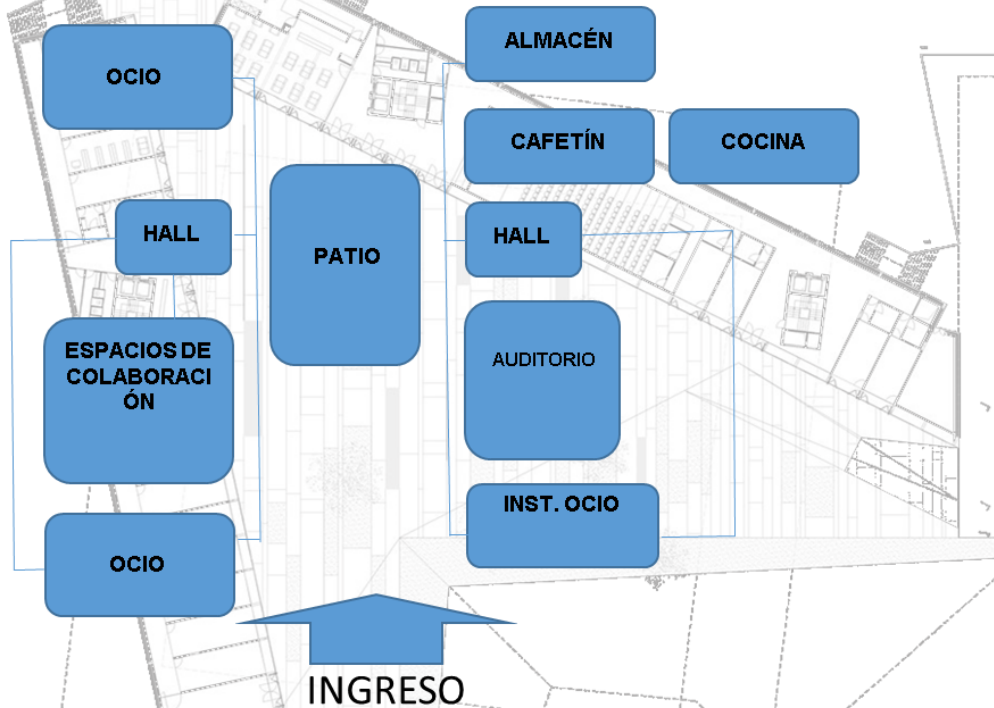 OCIO
HALL
ESPACIOS DE
COLABORACI
ÓN
OCIO
PATIO
ALMACÉN
CAFETÍN
COCINA
HALL
AUDITORIO
INST. OCIO
INGRESO